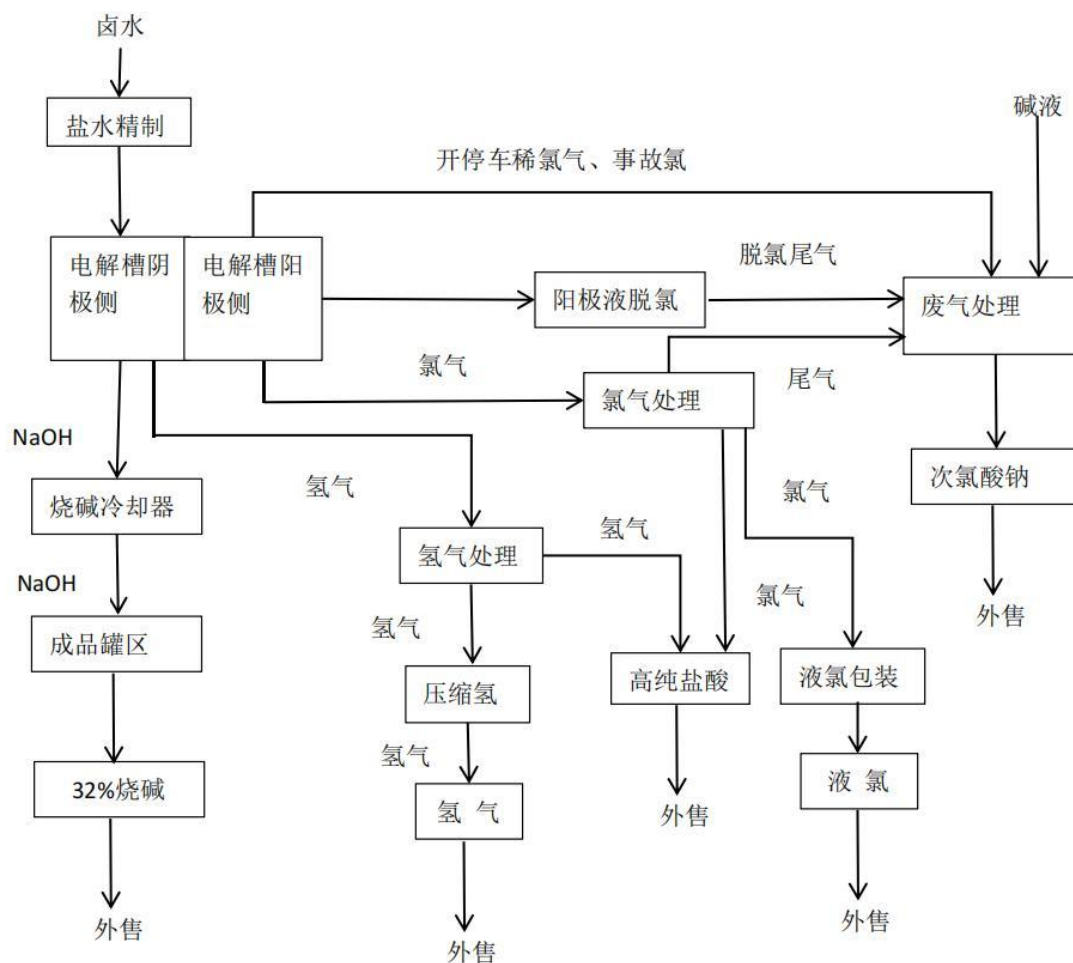 卤水
盐水精制
碱液
开停车稀氯气、事故氯
电解槽阴
极侧
电解槽阳
极侧
脱氯尾气
阳极液脱氯
废气处理
氯气
尾气
氯气处理
NaOH
氢气
氯气
次氯酸钠
烧碱冷却器
氢气
氢气处理
NaOH
氯气
外售
成品罐区
氢气
高纯盐酸
液氯包装
压缩氢
氢气
32%烧碱
液 氯
氢 气
外售
外售
外售
外售